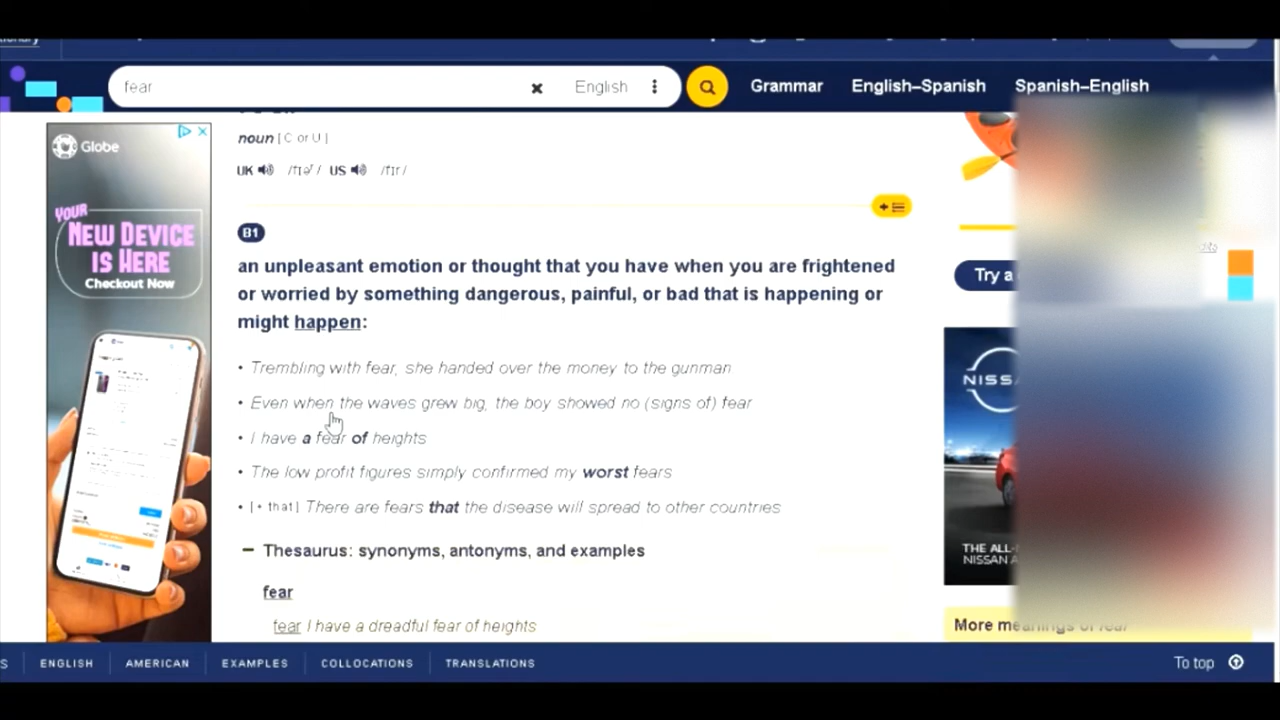 fear
English
Grammar
English–Spanish
Spanish–English
noun [ C or U ]
UK /fɪəʳ/ US /fɪr/
Globe
YOUR
NEW DEVICE
IS HERE
Checkout Now
B1
an unpleasant emotion or thought that you have when you are frightened
or worried by something dangerous, painful, or bad that is happening or
might happen:
• Trembling with fear, she handed over the money to the gunman
• Even when the waves grew big, the boy showed no (signs of) fear
• I have a fear of heights
• The low profit figures simply confirmed my worst fears
• [+ that] There are fears that the disease will spread to other countries
Thesaurus: synonyms, antonyms, and examples
fear
fear I have a dreadful fear of heights
Try a
NISS
THE ALL-
NISSAN A
More meanings of fear
ENGLISH
AMERICAN
EXAMPLES
COLLOCATIONS
TRANSLATIONS
To top